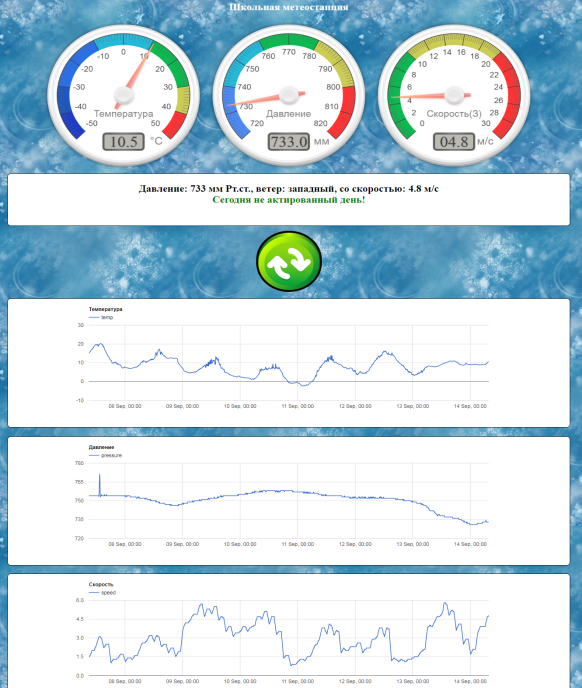 Школьная метеостанция
-50 -40 -30 -20 -10 0 10 20 30 40 50
Температура
10.5 °C
720 730 740 750 760 770 780 790 800 810 820
Давление
733.0 мм
0 2 4 6 8 10 12 14 16 18 20 22 24 26 28 30
Скорость(З)
04.8 м/с
Давление: 733 мм Рт.ст., ветер: западный, со скоростью: 4.8 м/с
Сегодня не актированный день!
Температура
temp
30
20
10
0
-10
08 Sep, 00:00 09 Sep, 00:00 10 Sep, 00:00 11 Sep, 00:00 12 Sep, 00:00 13 Sep, 00:00 14 Sep, 00:00
Давление
pressure
780
765
750
735
720
08 Sep, 00:00 09 Sep, 00:00 10 Sep, 00:00 11 Sep, 00:00 12 Sep, 00:00 13 Sep, 00:00 14 Sep, 00:00
Скорость
speed
6.0
4.5
3.0
1.5
0.0
08 Sep, 00:00 09 Sep, 00:00 10 Sep, 00:00 11 Sep, 00:00 12 Sep, 00:00 13 Sep, 00:00 14 Sep, 00:00